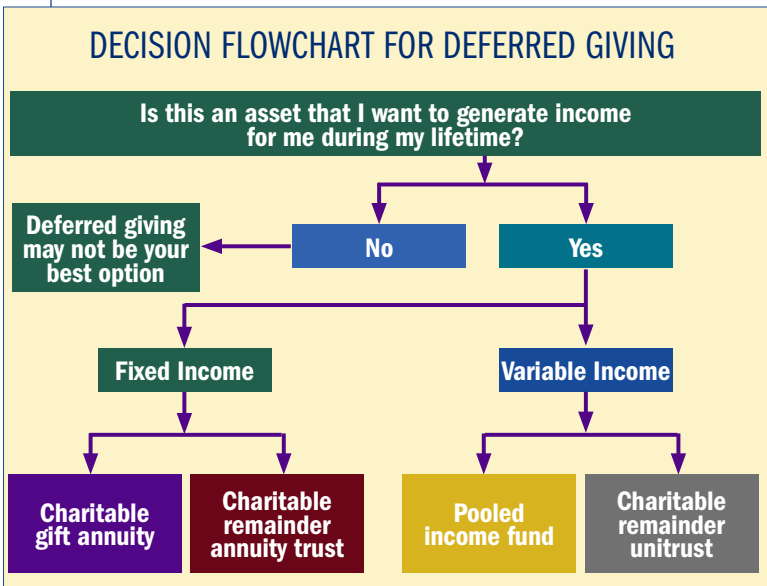 DECISION FLOWCHART FOR DEFERRED GIVING
Is this an asset that I want to generate income
for me during my lifetime?
Deferred giving
may not be your
best option
No
Yes
Fixed Income
Variable Income
Charitable
gift annuity
Charitable
remainder
annuity trust
Pooled
income fund
Charitable
remainder
unitrust